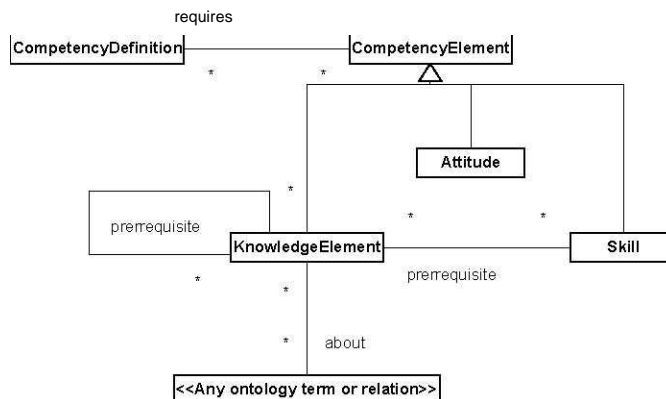 requires
CompetencyDefinition CompetencyElement
* *
Attitude
*
prerrequisite * *
KnowledgeElement Skill
* prerrequisite
*
* about
<<Any ontology term or relation>>